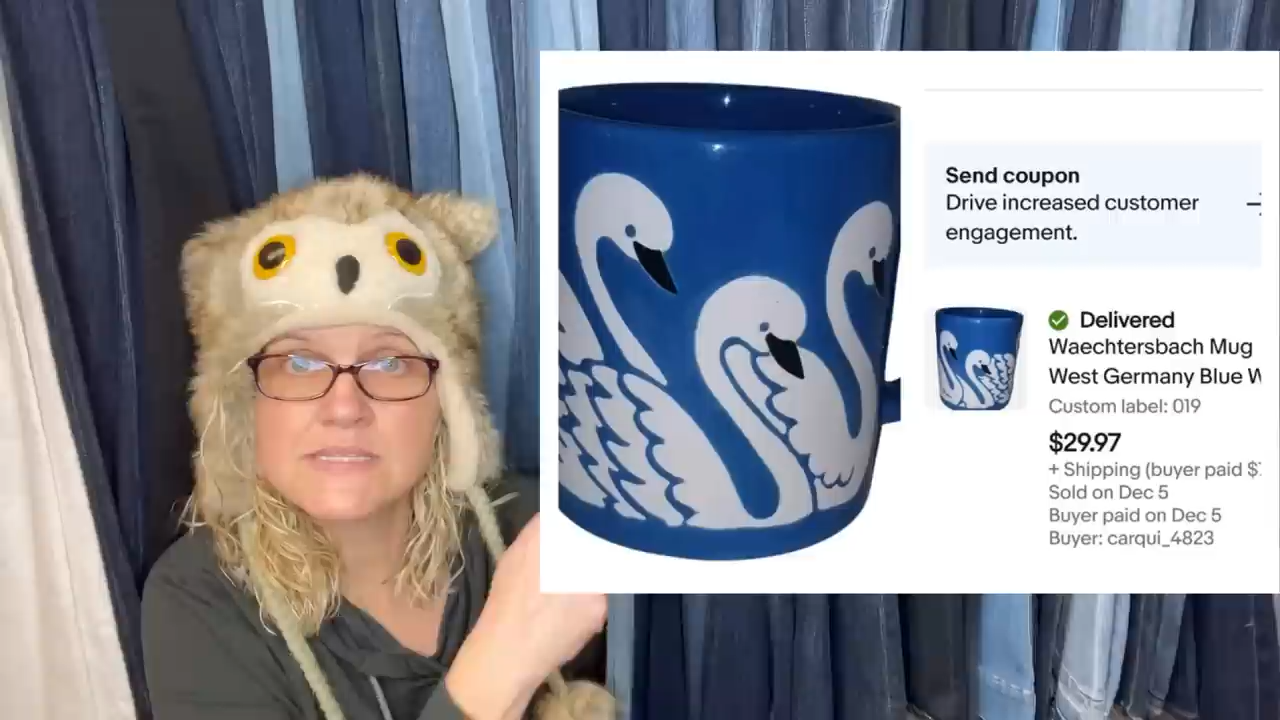 Send coupon
Drive increased customer
engagement.
Delivered
Waechtersbach Mug
West Germany Blue
Custom label: 019
$29.97
+ Shipping (buyer paid
Sold on Dec 5
Buyer paid on Dec 5
Buyer: carqui_4823